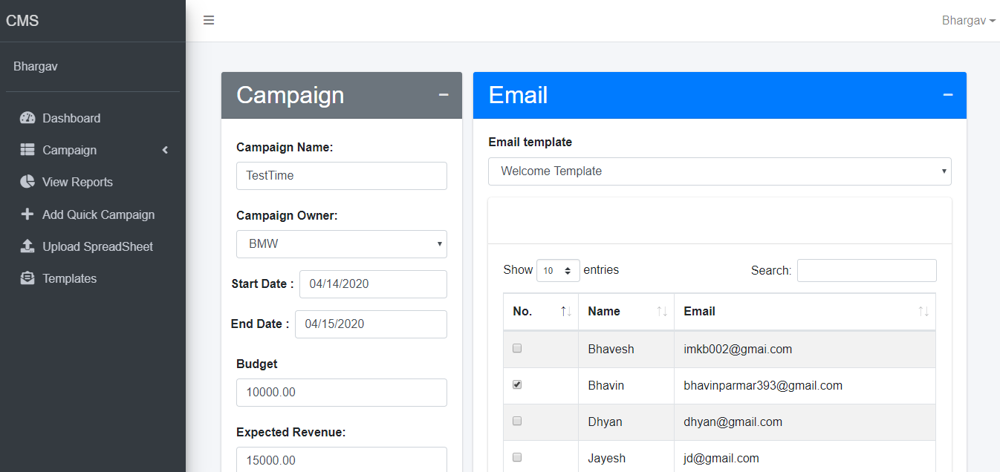 CMS
Bhargav
Bhargav
Dashboard
Campaign
View Reports
Add Quick Campaign
Upload SpreadSheet
Templates
Campaign
Campaign Name:
TestTime
Campaign Owner:
BMW
Start Date : 04/14/2020
End Date : 04/15/2020
Budget
10000.00
Expected Revenue:
15000.00
Email
Email template
Welcome Template
Show 10 entries Search:
No. Name Email
Bhavesh imkb002@gmai.com
Bhavin bhavinparmar393@gmail.com
Dhyan dhyan@gmail.com
Jayesh jd@gmail.com